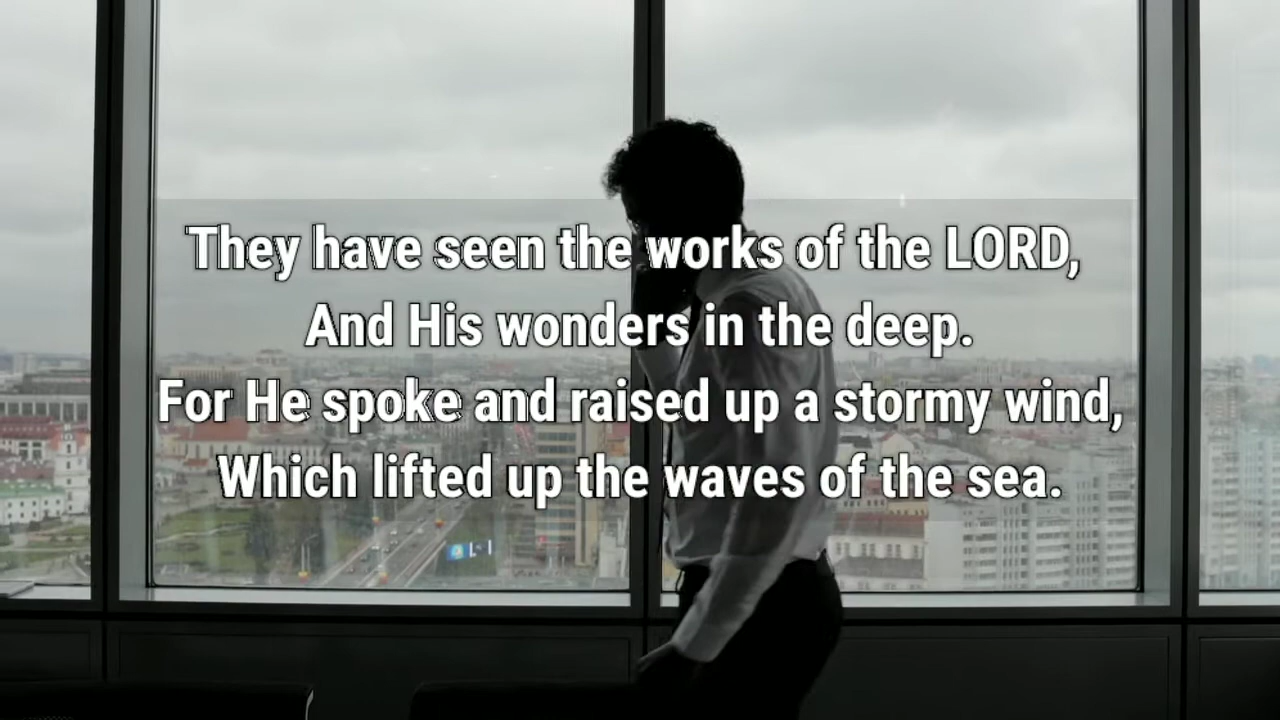 They have seen the works of the LORD,
And His wonders in the deep.
For He spoke and raised up a stormy wind,
Which lifted up the waves of the sea.